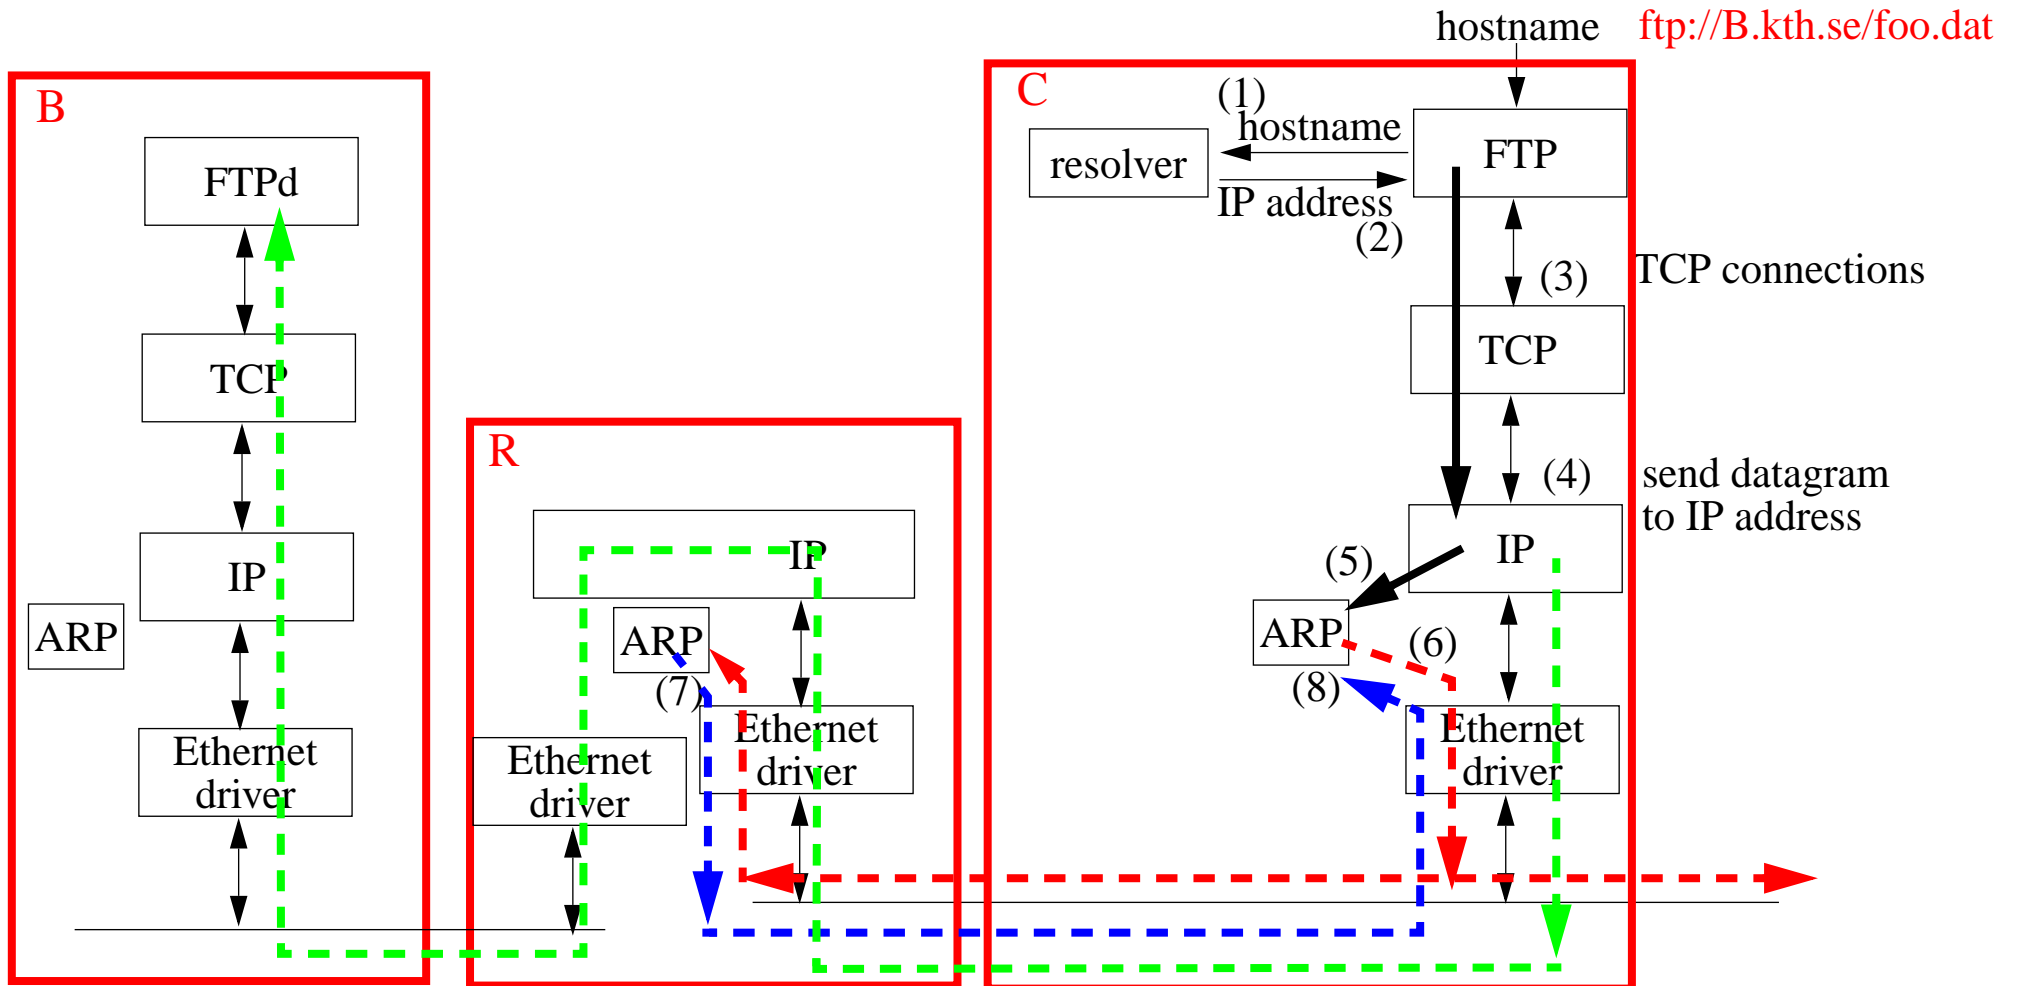 hostname ftp://B.kth.se/foo.dat
B
FTPd
TCP
IP
ARP
Ethernet
driver
R
IP
ARP
(7)
Ethernet
driver
Ethernet
driver
C
(1)
hostname
resolver
IP address
(2)
FTP
(3)
TCP connections
TCP
(4)
send datagram
to IP address
IP
(5)
ARP
(6)
(8)
Ethernet
driver